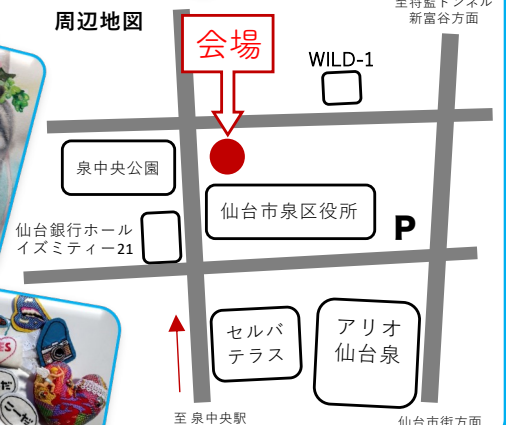 至将監トンネル
新富谷方面
周辺地図
会場
WILD-1
泉中央公園
仙台市泉区役所
仙台銀行ホール
イズミティー21
P
セルバ
テラス
アリオ
仙台泉
至 泉中央駅
仙台市街方面